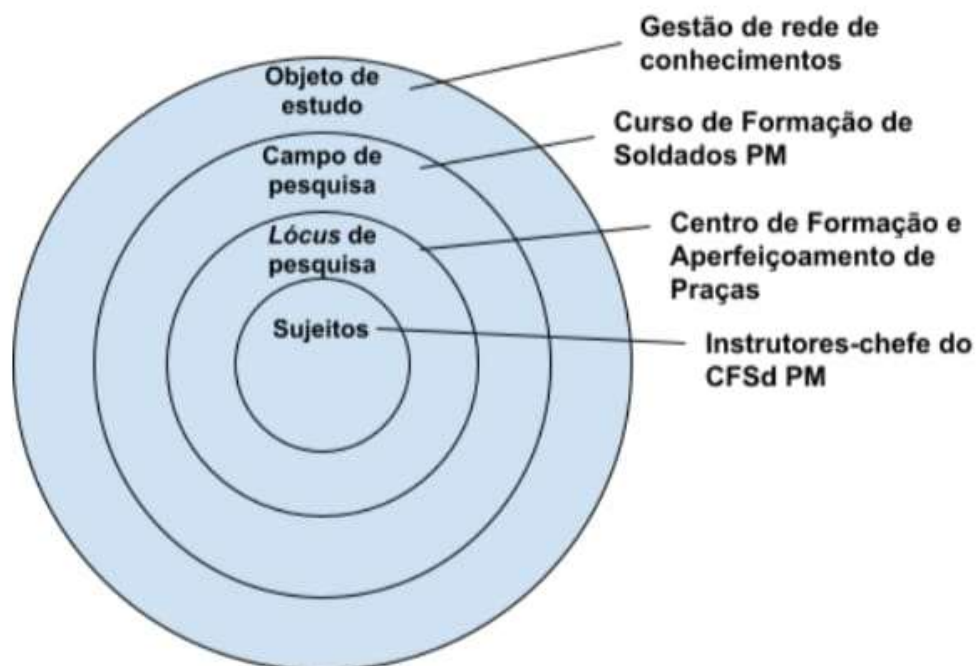 Gestão de rede de
conhecimentos
Objeto de
estudo
Curso de Formação de
Soldados PM
Campo de
pesquisa
Centro de Formação e
Aperfeiçoamento de
Praças
Lócus de
pesquisa
Sujeitos
Instrutores-chefe do
CFSd PM